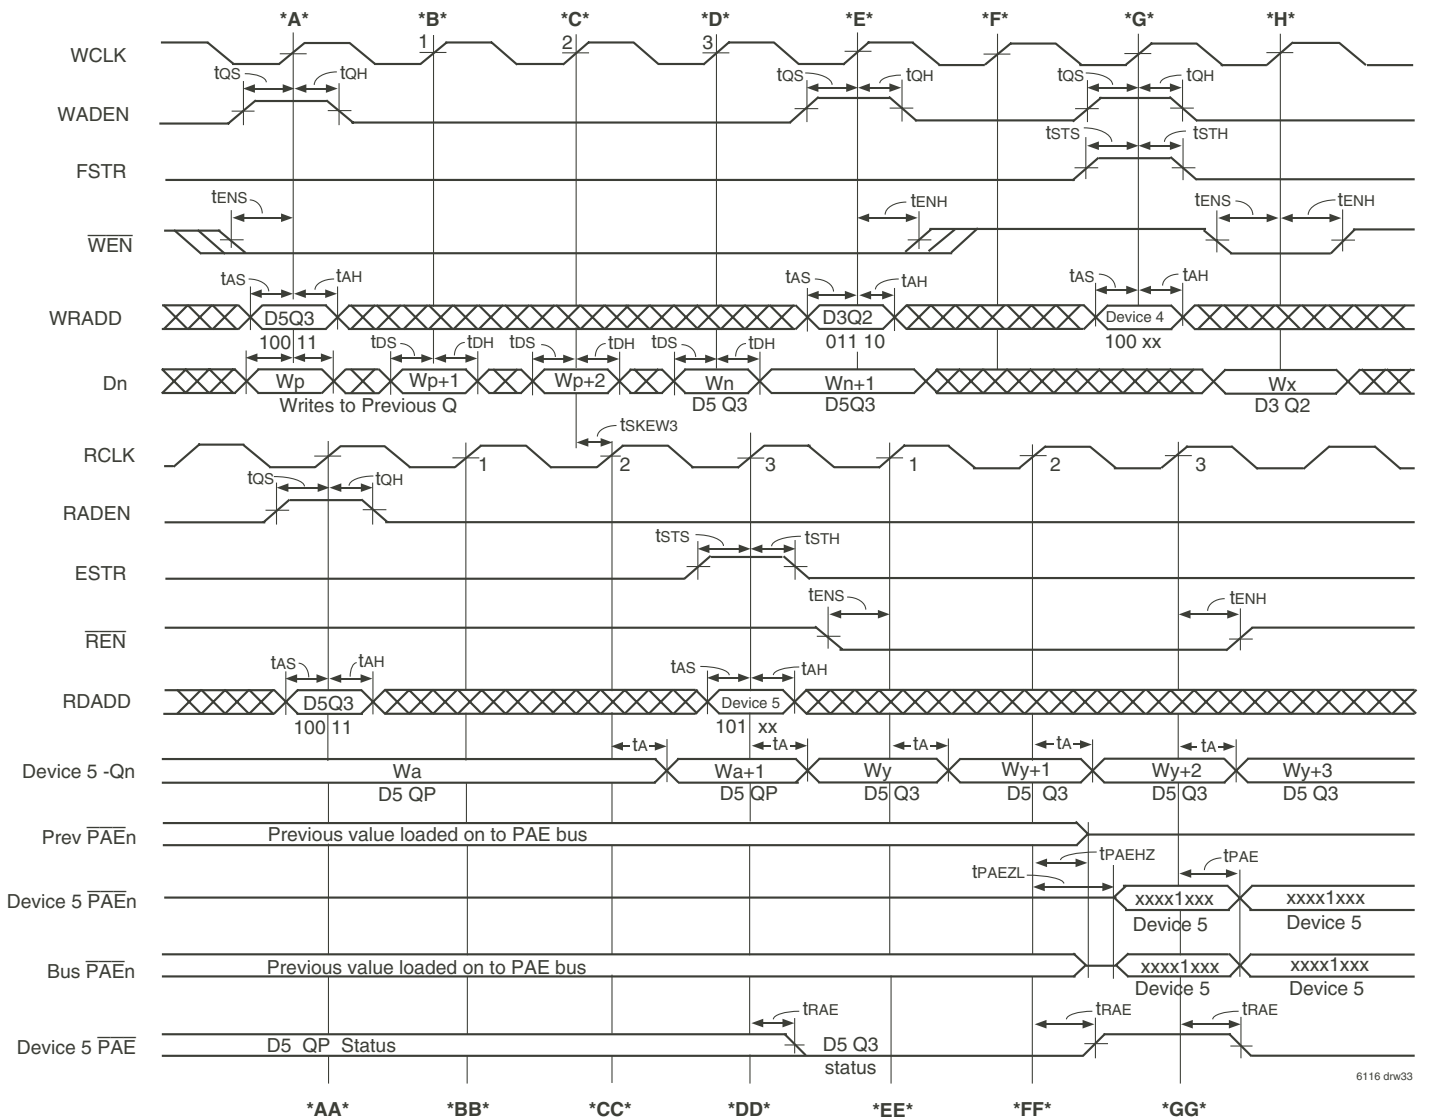 *A* *B* *C* *D* *E* *F* *G* *H*
WCLK 1 2 3
tQS tQH tQS tQH tQS tQH
WADEN
tSTS tSTH
FSTR
tENS tENH tENS tENH
WEN
tAS tAH tAS tAH tAS tAH
WRADD D5Q3 D3Q2 Device 4
100 11 011 10 100 xx
tDS tDH tDS tDH tDS tDH
Dn Wp Wp+1 Wp+2 Wn Wn+1 Wx
Writes to Previous Q D5 Q3 D5Q3 D3 Q2
tSKEW3
RCLK 1 2 3 1 2 3
tQS tQH
RADEN
tSTS tSTH
ESTR
tENS tENH
REN
tAS tAH tAS tAH
RDADD D5Q3 Device 5
100 11 101 xx
tA tA tA tA tA
Device 5 -Qn Wa Wa+1 Wy Wy+1 Wy+2 Wy+3
D5 QP D5 QP D5 Q3 D5 Q3 D5 Q3 D5 Q3
Prev PAEn Previous value loaded on to PAE bus
tPAEHZ tPAE
tPAEZL
Device 5 PAEn xxxx1xxx xxxx1xxx
Device 5 Device 5
Bus PAEn Previous value loaded on to PAE bus xxxx1xxx xxxx1xxx
Device 5 Device 5
tRAE tRAE tRAE
Device 5 PAE D5 QP Status D5 Q3
status
6116 drw33
*AA* *BB* *CC* *DD* *EE* *FF* *GG*